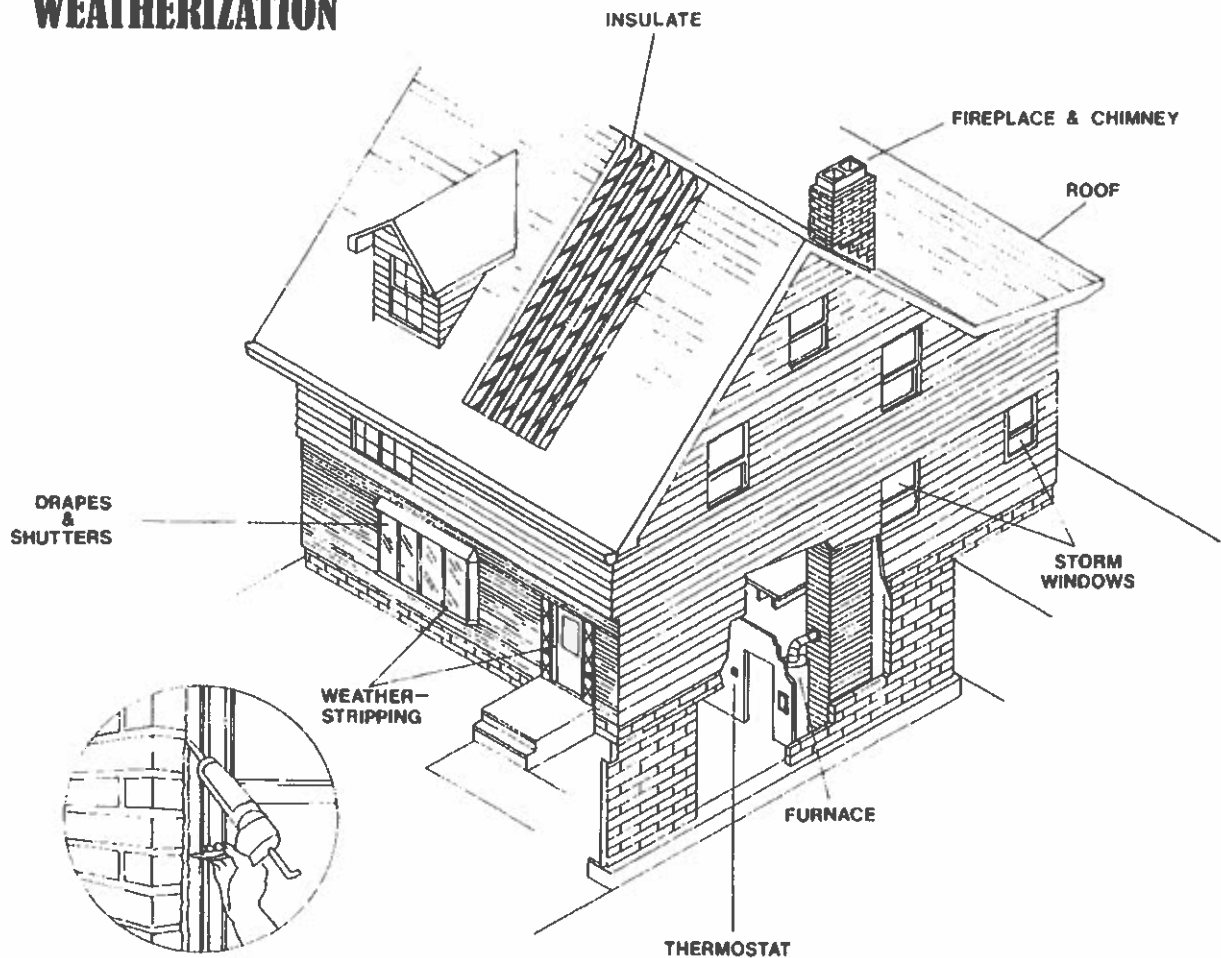 WEATHERIZATION
INSULATE
FIREPLACE & CHIMNEY
ROOF
DRAPES
&
SHUTTERS
STORM
WINDOWS
WEATHER-
STRIPPING
FURNACE
THERMOSTAT